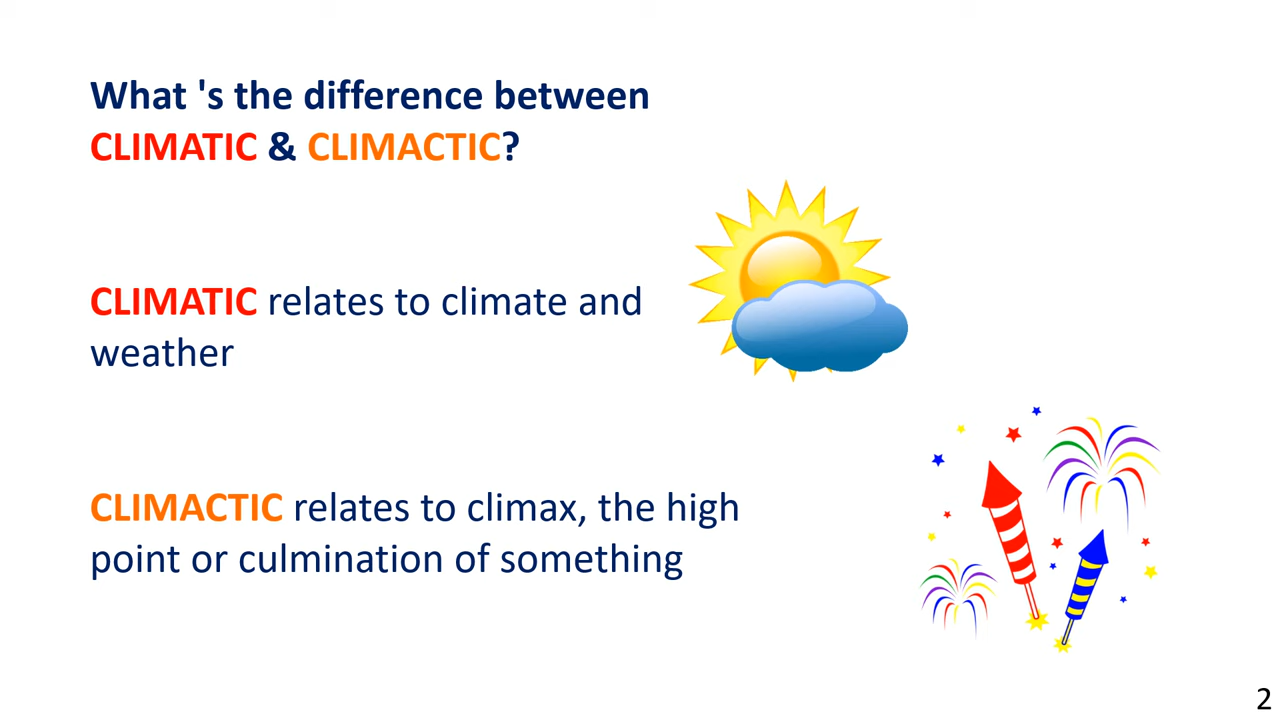 What 's the difference between
CLIMATIC & CLIMACTIC?
CLIMATIC relates to climate and
weather
CLIMACTIC relates to climax, the high
point or culmination of something
2